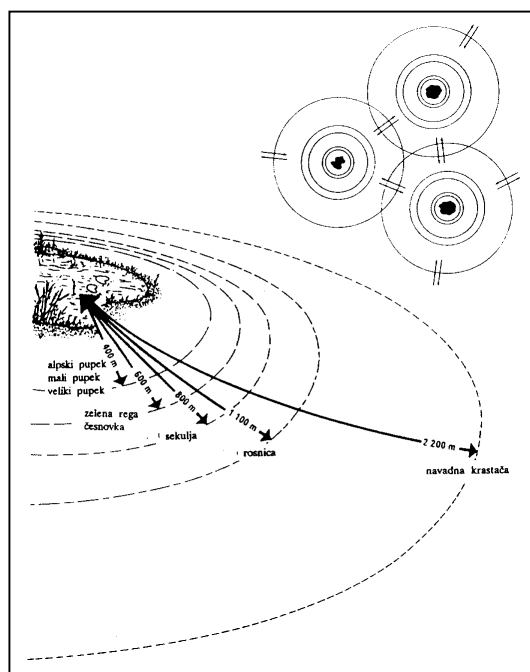 400 m
alpski pupek
mali pupek
veliki pupek
600 m
zelena rega
česnovka
800 m
sekulja
1 100 m
rosnica
2 200 m
navadna krastača